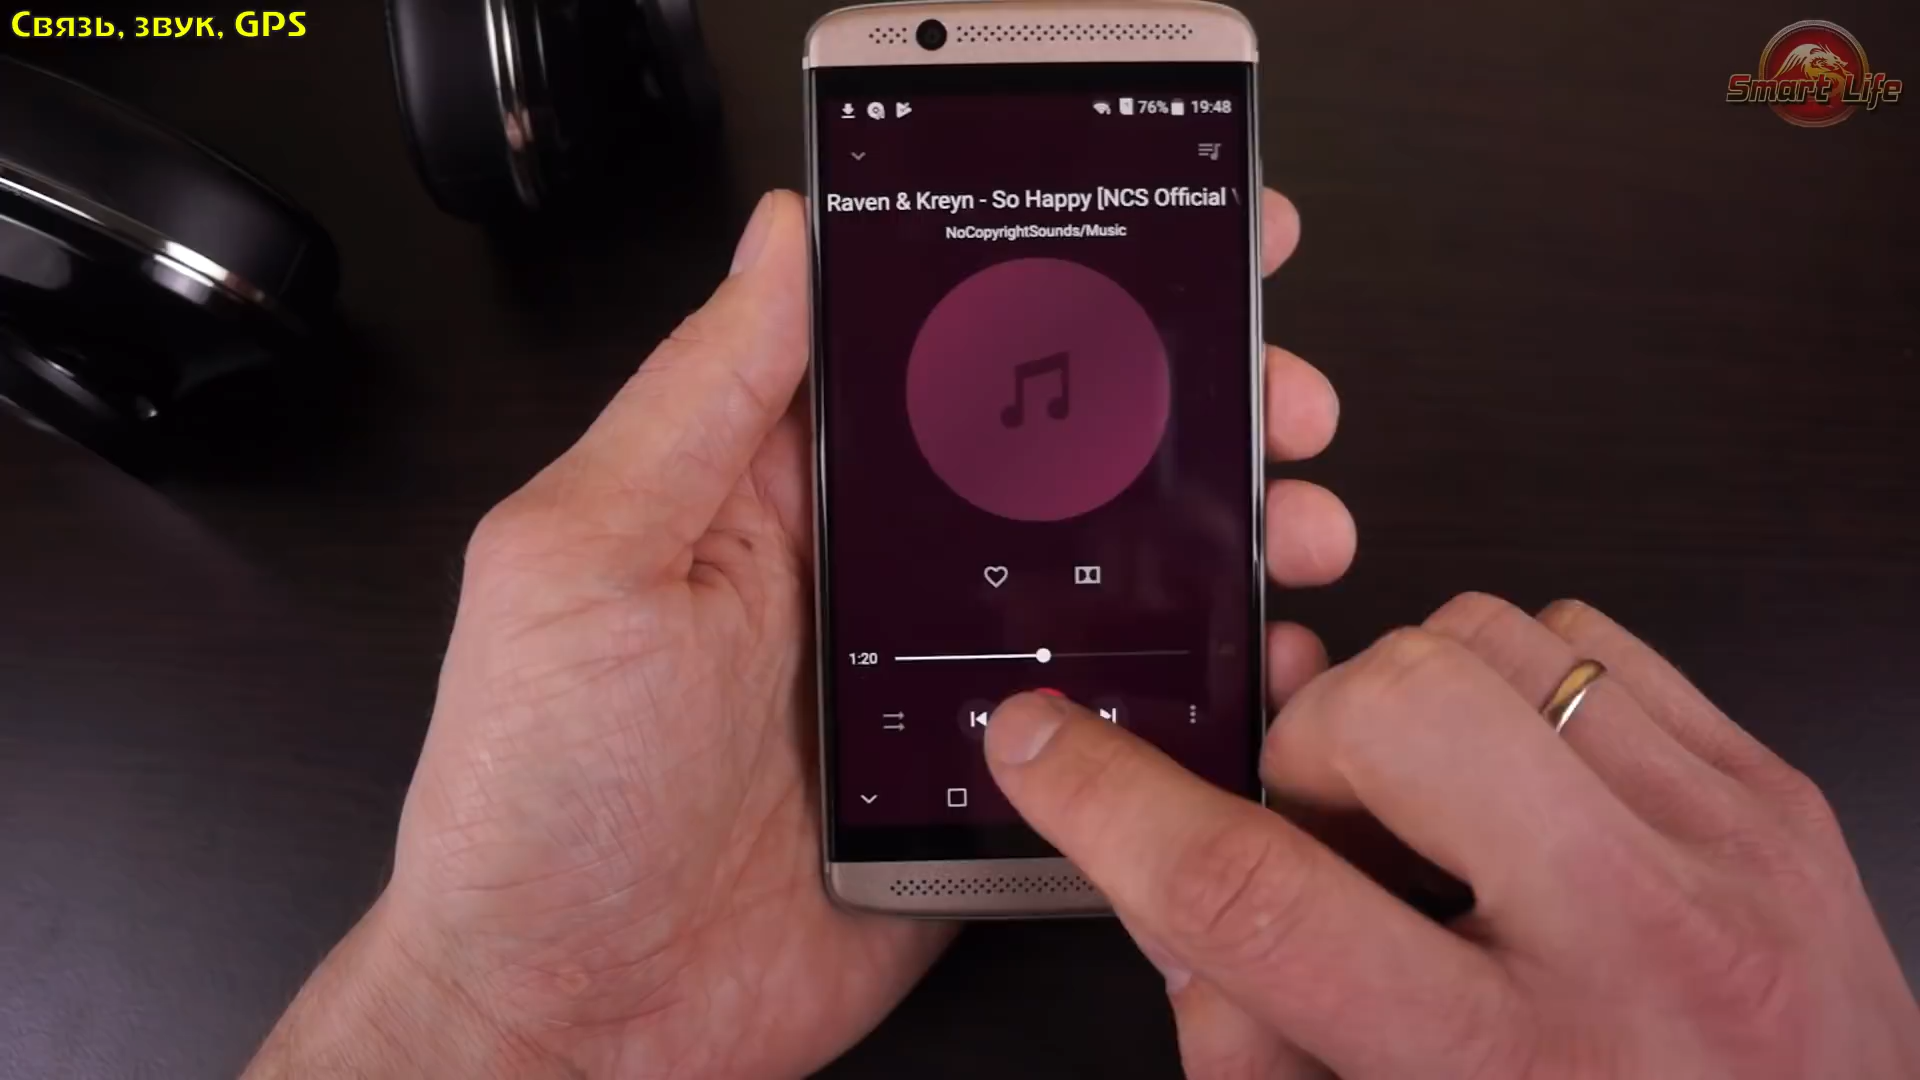 Связь, звук, GPS
Smart Life
76% 19:48
Raven & Kreyn - So Happy [NCS Official
NoCopyrightSounds/Music
1:20